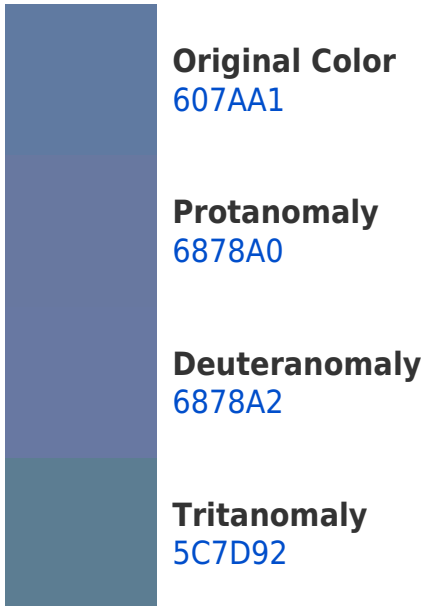 Original Color
607AA1
Protanomaly
6878A0
Deuteranomaly
6878A2
Tritanomaly
5C7D92